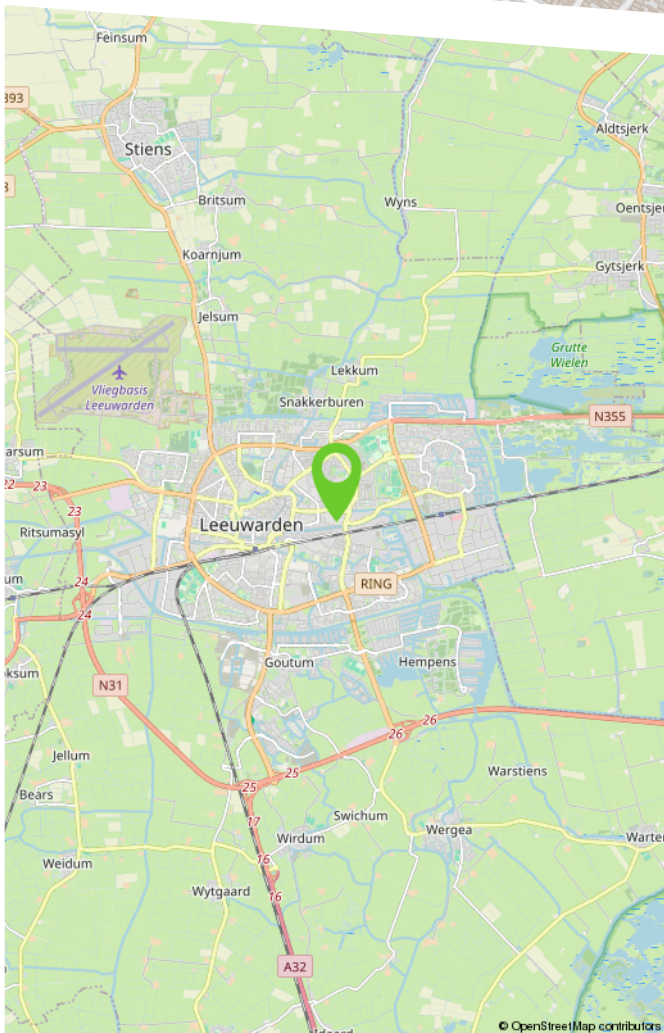 Feinsum
393
Aldtsjerk
Stiens
Britsum
Wyns
Koarnjum
Gytsjerk
Jelsum
Grutte
Wielen
Lekkum
Vliegbasis
Leeuwarden
Snakkerburen
N355
23
23
Leeuwarden
Ritsumasyl
24
RING
24
Goutum
Hempens
N31
26
26
Jellum
25
25
Warstiens
Bears
17
Swichum
Wirdum
Wergea
16
Weidum
Wytgaard
16
A32
© OpenStreetMap contributors